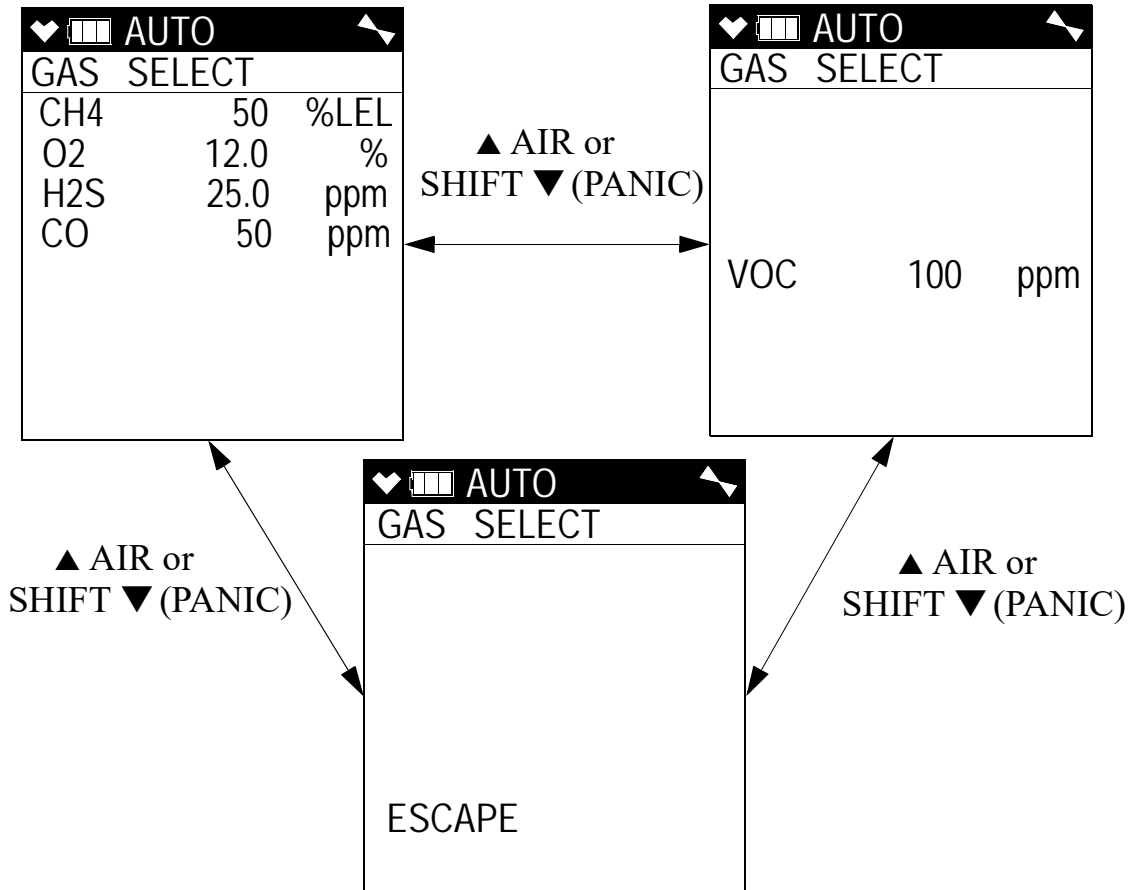 AUTO
GAS SELECT
CH4 50 %LEL
O2 12.0 %
H2S 25.0 ppm
CO 50 ppm
▲ AIR or
SHIFT ▼ (PANIC)
AUTO
GAS SELECT
VOC 100 ppm
▲ AIR or
SHIFT ▼ (PANIC)
AUTO
GAS SELECT
ESCAPE
▲ AIR or
SHIFT ▼ (PANIC)